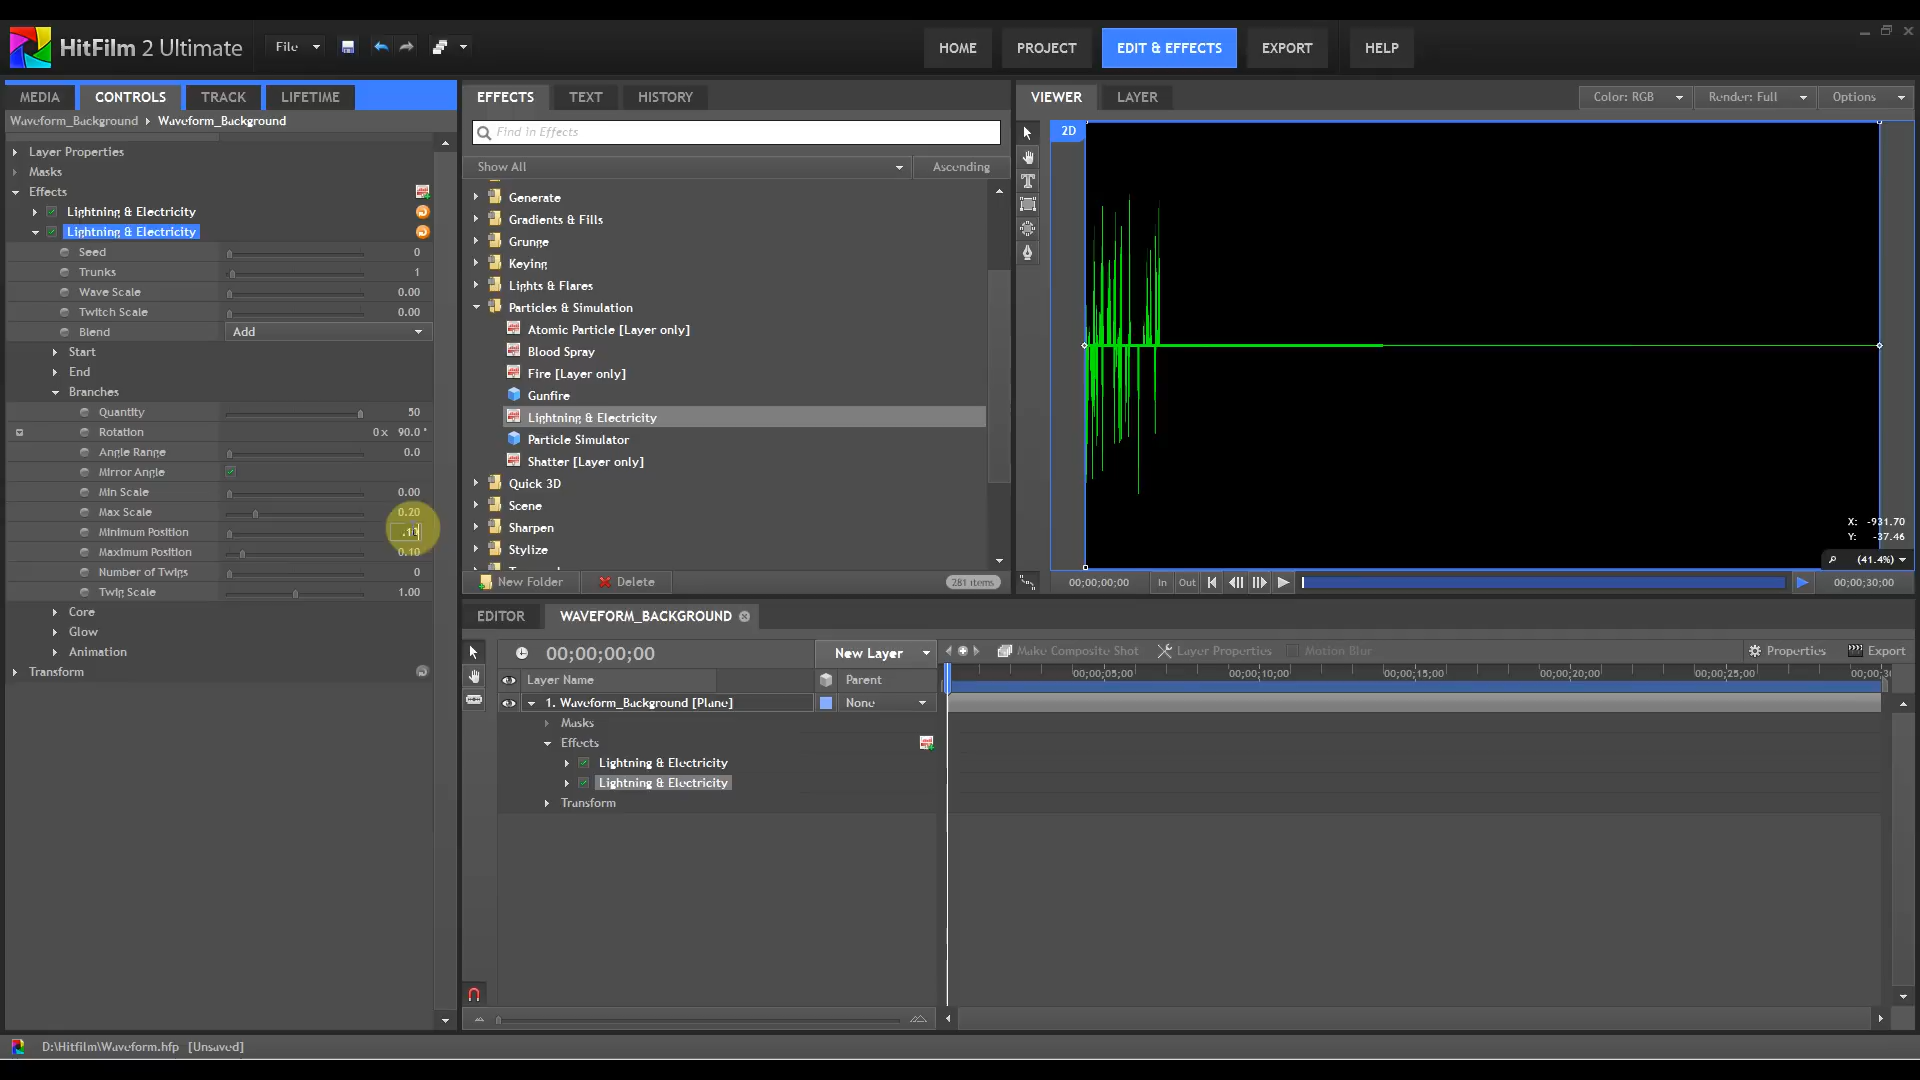 HitFilm 2 Ultimate
File
HOME
PROJECT
EDIT & EFFECTS
EXPORT
HELP
MEDIA
CONTROLS
TRACK
LIFETIME
Waveform_Background
Waveform_Background
Layer Properties
Masks
Effects
Lightning & Electricity
Lightning & Electricity
Seed 0
Trunks 1
Wave Scale 0.00
Twitch Scale 0.00
Blend Add
Start
End
Branches
Quantity 50
Rotation 0 x 90.0 °
Angle Range 0.0
Mirror Angle
Min Scale 0.00
Max Scale 0.20
Minimum Position .10
Maximum Position 0.10
Number of Twigs 0
Twig Scale 1.00
Core
Glow
Animation
Transform
EFFECTS
TEXT
HISTORY
Find in Effects
Show All
Ascending
Generate
Gradients & Fills
Grunge
Keying
Lights & Flares
Particles & Simulation
Atomic Particle [Layer only]
Blood Spray
Fire [Layer only]
Gunfire
Lightning & Electricity
Particle Simulator
Shatter [Layer only]
Quick 3D
Scene
Sharpen
Stylize
New Folder
Delete
281 items
VIEWER
LAYER
Color: RGB
Render: Full
Options
2D
X: -931.70
Y: -37.46
(41.4%)
00;00;00;00
In
Out
00;00;30;00
EDITOR
WAVEFORM_BACKGROUND
00;00;00;00
New Layer
Make Composite Shot
Layer Properties
Motion Blur
Properties
Export
Layer Name
Parent
00;00;05;00
00;00;10;00
00;00;15;00
00;00;20;00
00;00;25;00
00;00;3
1. Waveform_Background [Plane]
None
Masks
Effects
Lightning & Electricity
Lightning & Electricity
Transform
D:\Hitfilm\Waveform.hfp [Unsaved]